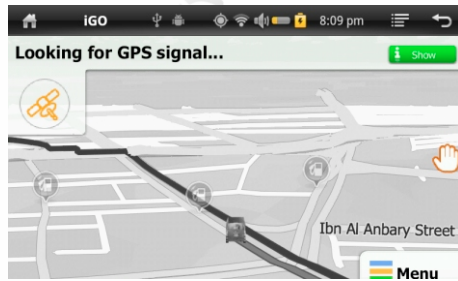 iGO 8:09 pm
Looking for GPS signal...
i Show
Ibn Al Anbary Street
Menu